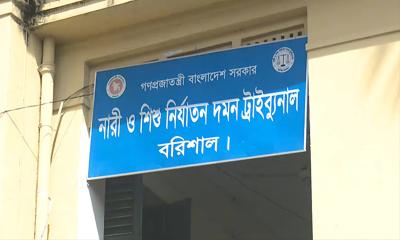 গণপ্রজাতন্ত্রী বাংলাদেশ সরকার
নারী ও শিশু নির্যাতন দমন ট্রাইব্যুনাল
বরিশাল।